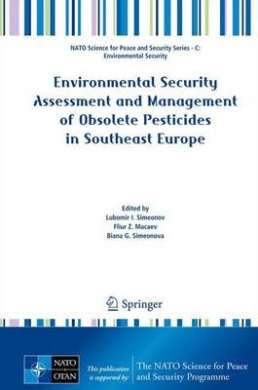 NATO Science for Peace and Security Series - C:
Environmental Security
Environmental Security
Assessment and Management
of Obsolete Pesticides
in Southeast Europe
Edited by
Lubomir I. Simeonov
Fliur Z. Macaev
Biana G. Simeonova
Springer
NATO
OTAN
This publication
is supported by:
The NATO Science for Peace
and Security Programme